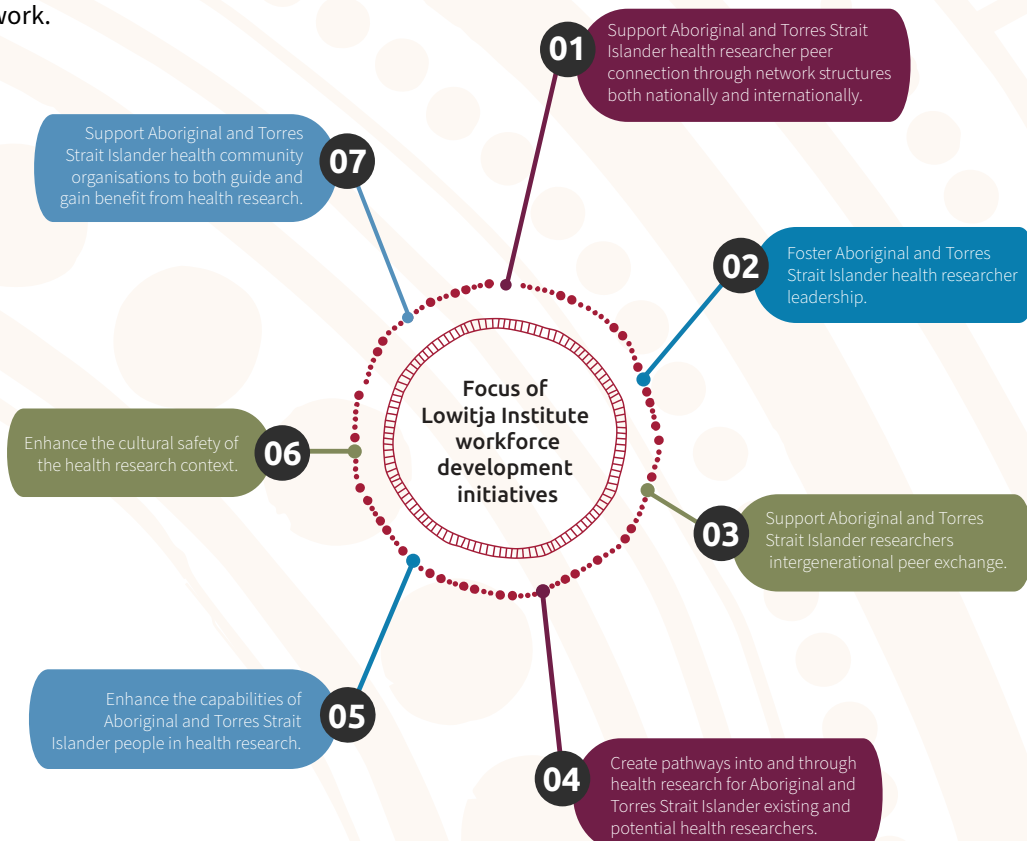 work.
01
Support Aboriginal and Torres Strait
Islander health researcher peer
connection through network structures
both nationally and internationally.
02
Foster Aboriginal and Torres
Strait Islander health researcher
leadership.
03
Support Aboriginal and Torres
Strait Islander researchers
intergenerational peer exchange.
04
Create pathways into and through
health research for Aboriginal and
Torres Strait Islander existing and
potential health researchers.
05
Enhance the capabilities of
Aboriginal and Torres Strait
Islander people in health research.
06
Enhance the cultural safety of
the health research context.
07
Support Aboriginal and Torres
Strait Islander health community
organisations to both guide and
gain benefit from health research.
Focus of
Lowitja Institute
workforce
development
initiatives